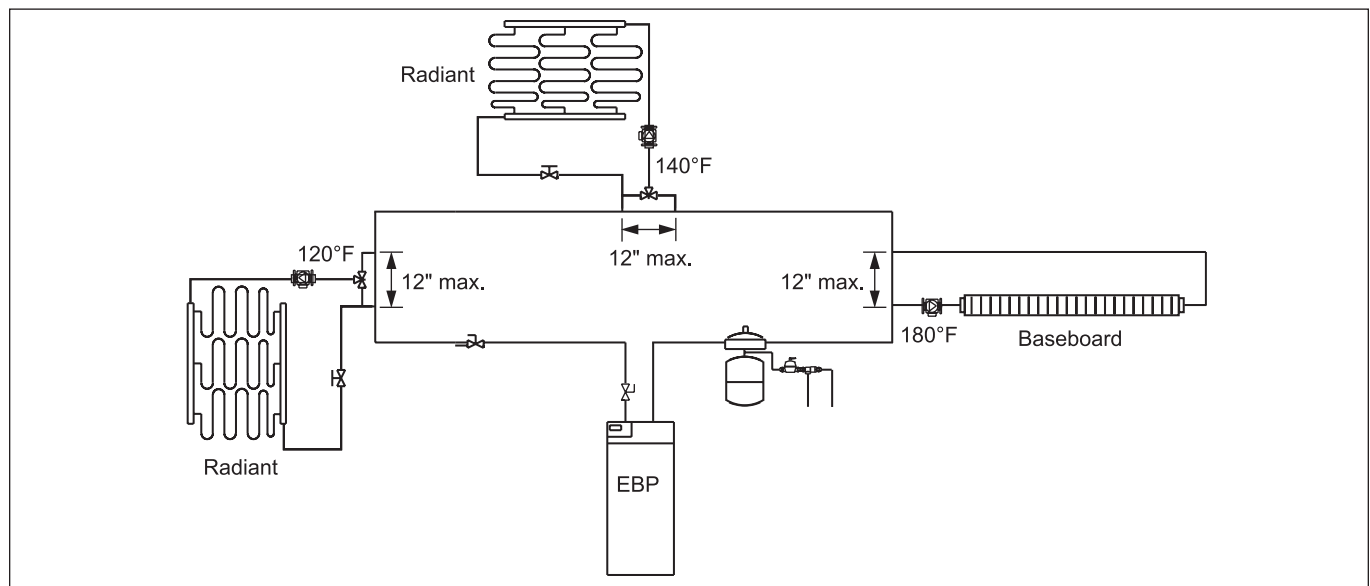 Radiant
140°F
120°F
12" max.
12" max.
12" max.
180°F
Baseboard
Radiant
EBP